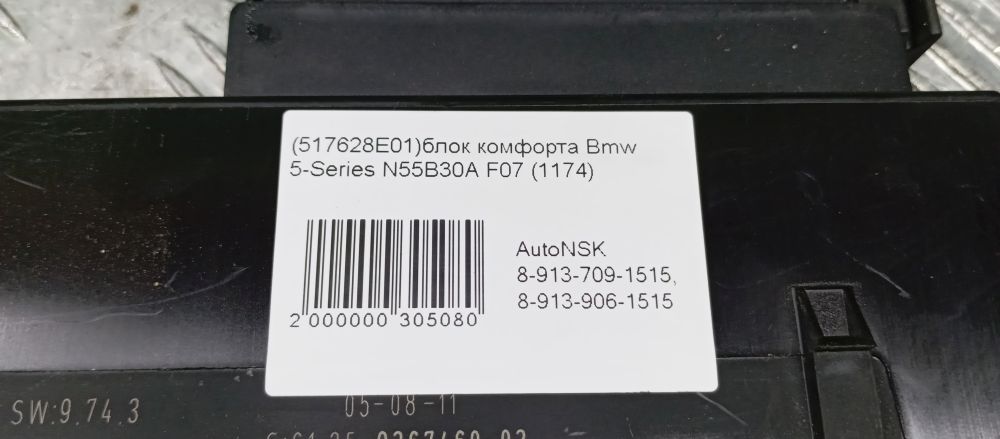 (517628E01)блок комфорта Bmw
5-Series N55B30A F07 (1174)
AutoNSK
8-913-709-1515,
8-913-906-1515
2 000000 305080
SW:9.74.3
05-08-11